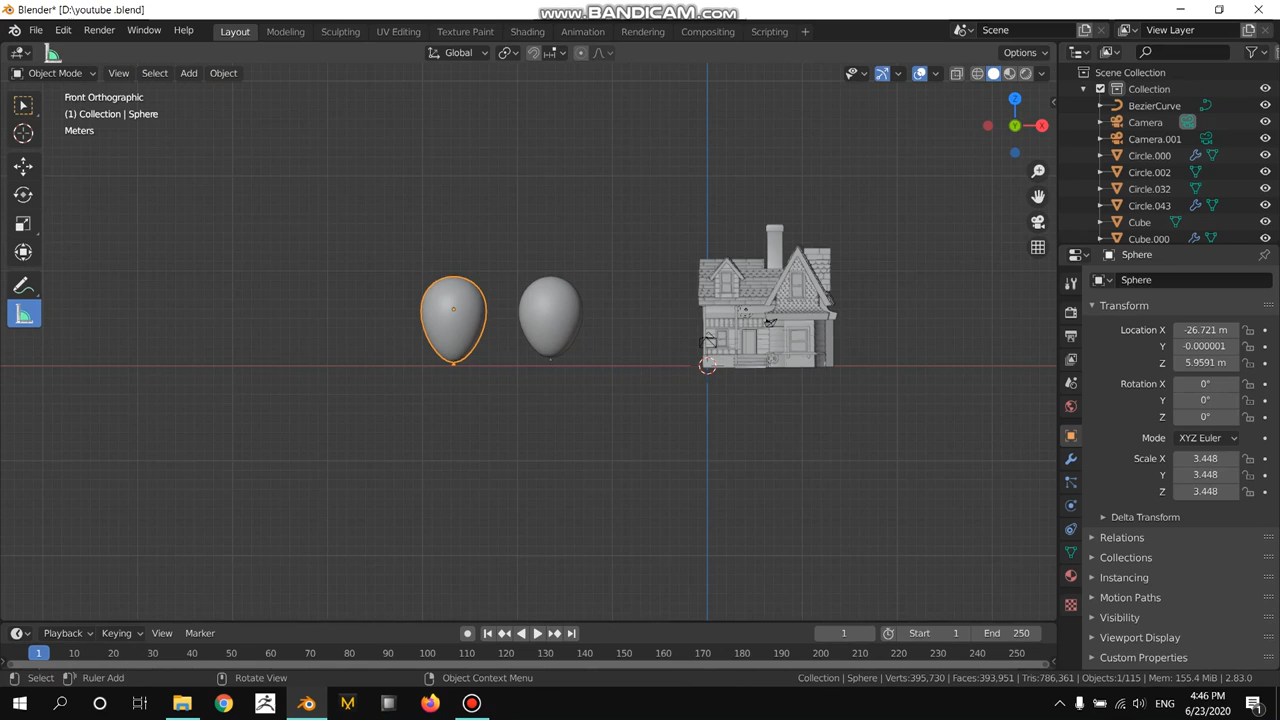 Blender* [D:\youtube .blend]
www.BANDICAM.com
File Edit Render Window Help
Layout Modeling Sculpting UV Editing Texture Paint Shading Animation Rendering Compositing Scripting +
Scene
View Layer
Global
Options
Object Mode View Select Add Object
Front Orthographic
(1) Collection | Sphere
Meters
Z
X
Y
Scene Collection
Collection
BezierCurve
Camera
Camera.001
Circle.000
Circle.002
Circle.032
Circle.043
Cube
Cube.000
Sphere
Sphere
Transform
Location X -26.721 m
Y -0.000001
Z 5.9591 m
Rotation X 0°
Y 0°
Z 0°
Mode XYZ Euler
Scale X 3.448
Y 3.448
Z 3.448
Delta Transform
Relations
Collections
Instancing
Motion Paths
Visibility
Viewport Display
Custom Properties
Playback Keying View Marker
1 Start 1 End 250
1 10 20 30 40 50 60 70 80 90 100 110 120 130 140 150 160 170 180 190 200 210 220 230 240 250
Select Ruler Add Rotate View Object Context Menu
Collection | Sphere | Verts:395,730 | Faces:393,951 | Tris:786,361 | Objects:1/115 | Mem: 155.4 MiB | 2.83.0
4:46 PM
6/23/2020
1